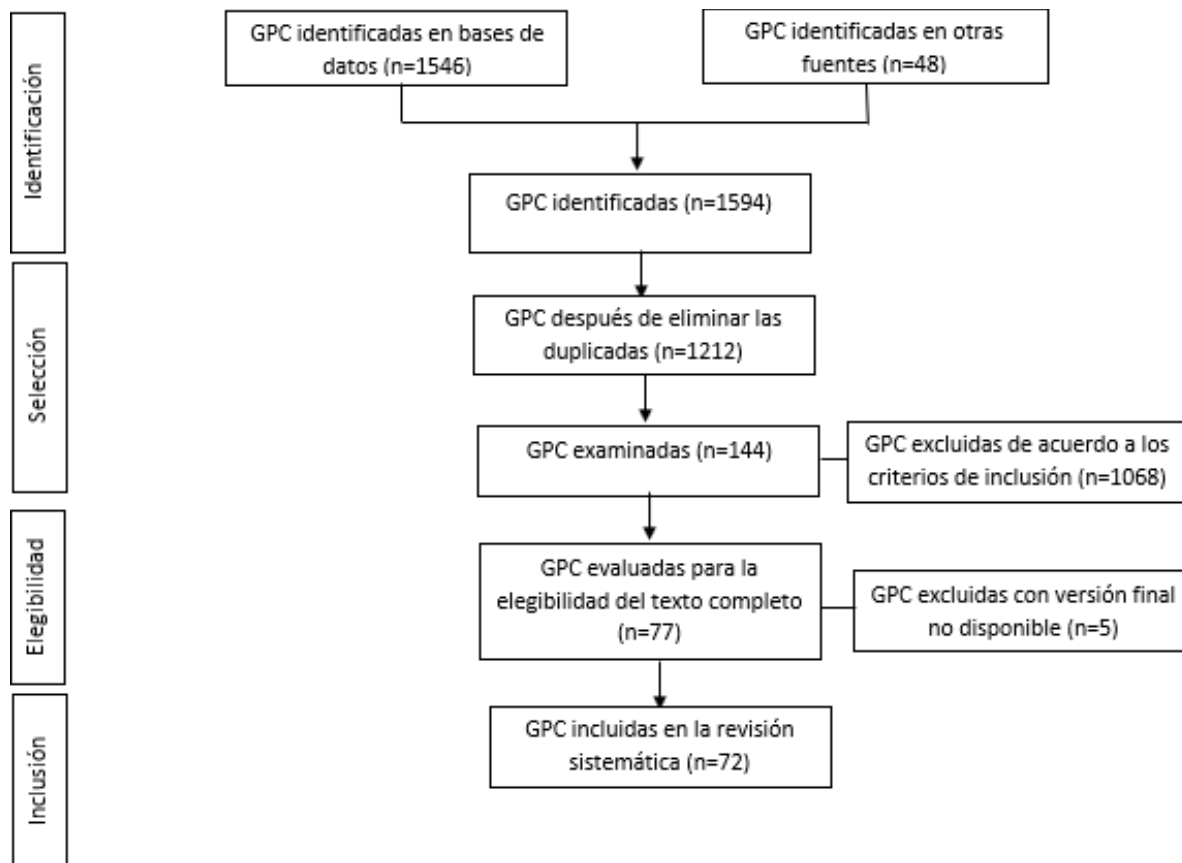 Identificación
GPC identificadas en bases de
datos (n=1546)
GPC identificadas en otras
fuentes (n=48)
GPC identificadas (n=1594)
Selección
GPC después de eliminar las
duplicadas (n=1212)
GPC examinadas (n=144)
GPC excluidas de acuerdo a los
criterios de inclusión (n=1068)
Elegibilidad
GPC evaluadas para la
elegibilidad del texto completo
(n=77)
GPC excluidas con versión final
no disponible (n=5)
Inclusión
GPC incluidas en la revisión
sistemática (n=72)